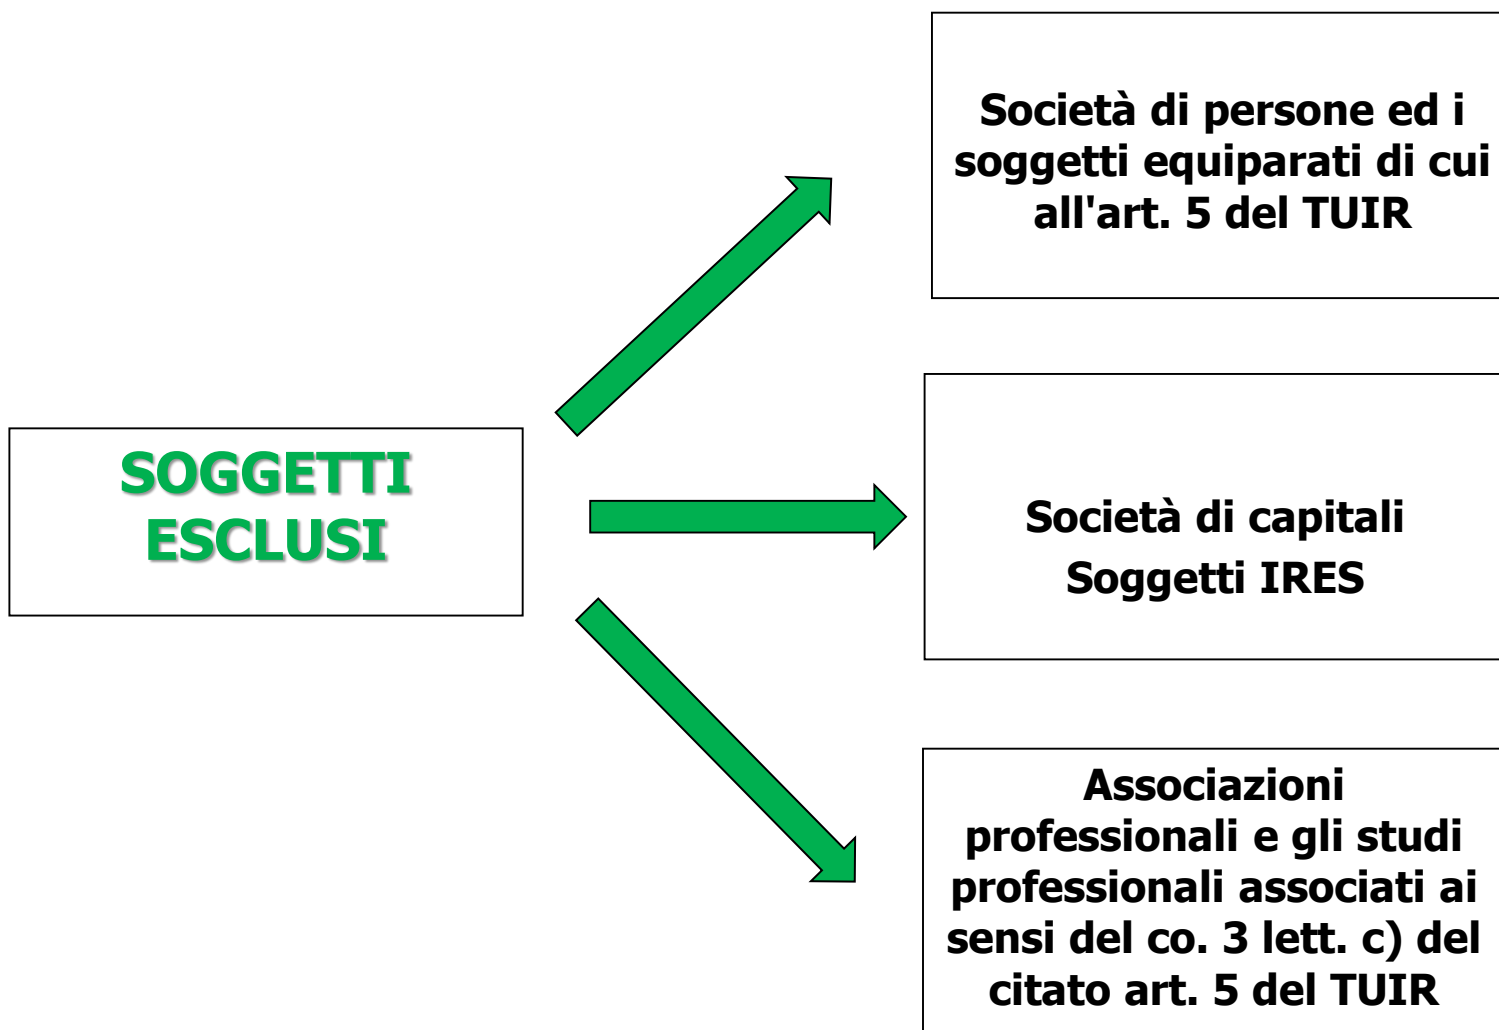 Società di persone ed i
soggetti equiparati di cui
all'art. 5 del TUIR
SOGGETTI
ESCLUSI
Società di capitali
Soggetti IRES
Associazioni
professionali e gli studi
professionali associati ai
sensi del co. 3 lett. c) del
citato art. 5 del TUIR